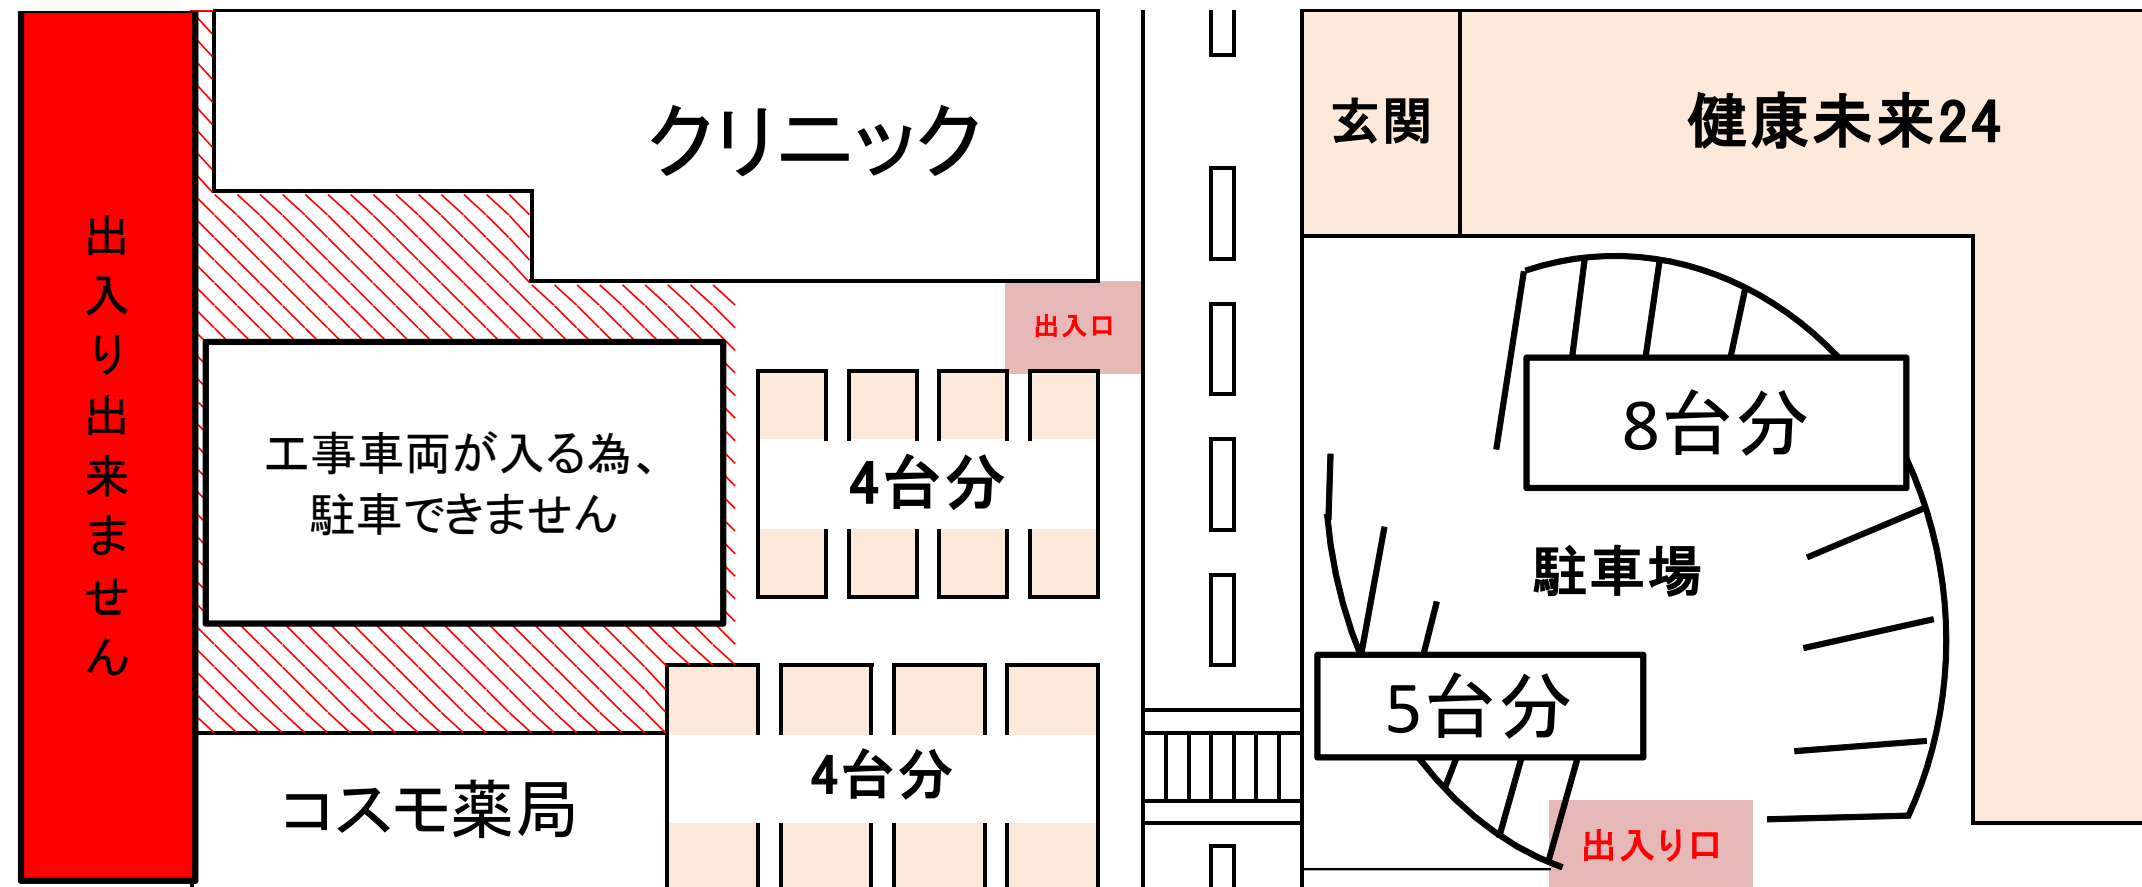 出入り出来ません
クリニック
玄関
健康未来24
出入口
工事車両が入る為、
駐車できません
4台分
8台分
駐車場
5台分
4台分
コスモ薬局
出入り口